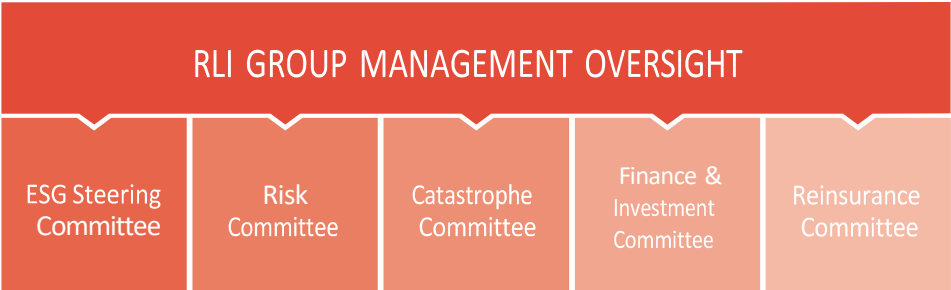 RLI GROUP MANAGEMENT OVERSIGHT
ESG Steering
Committee
Risk
Committee
Catastrophe
Committee
Finance &
Investment
Committee
Reinsurance
Committee